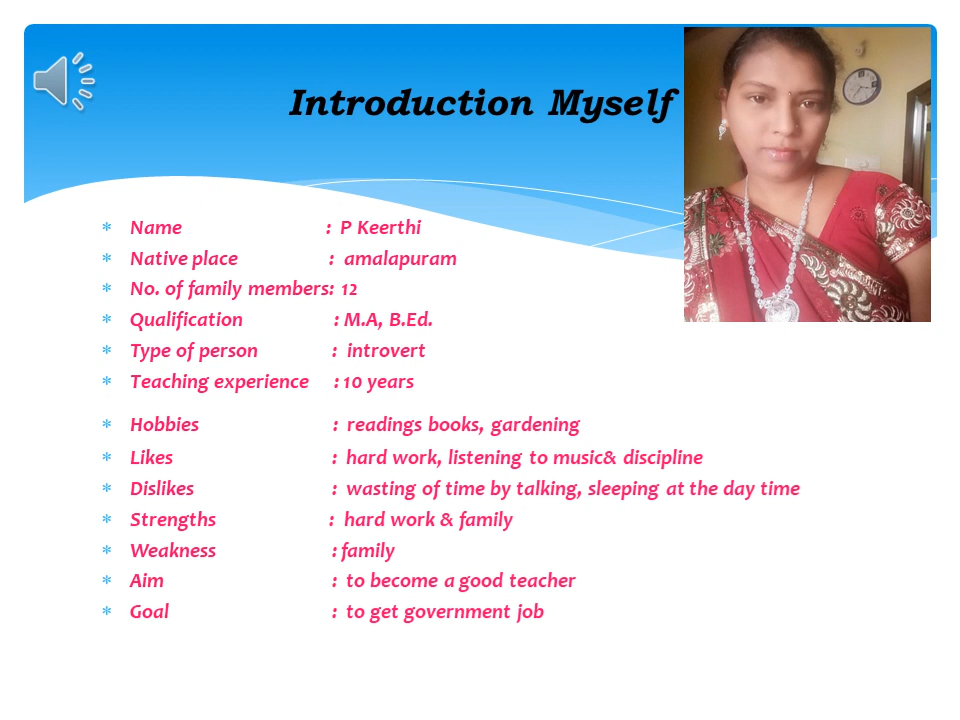 Introduction Myself
Name : P Keerthi
Native place : amalapuram
No. of family members: 12
Qualification : M.A, B.Ed.
Type of person : introvert
Teaching experience : 10 years
Hobbies : readings books, gardening
Likes : hard work, listening to music& discipline
Dislikes : wasting of time by talking, sleeping at the day time
Strengths : hard work & family
Weakness : family
Aim : to become a good teacher
Goal : to get government job